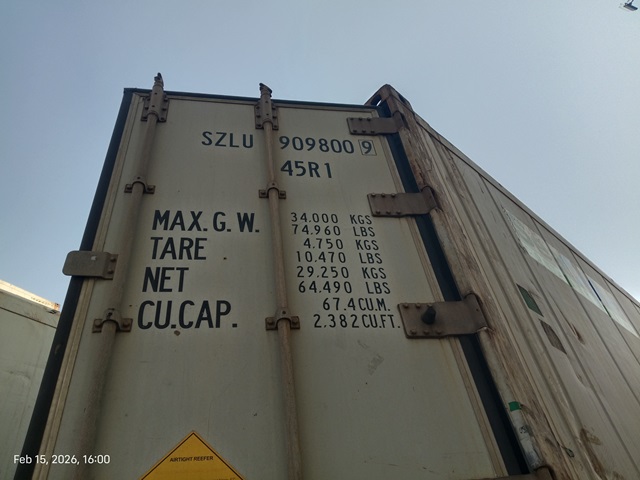 SZLU 909800 9
45R1
MAX. G. W. 34.000 KGS
74.960 LBS
TARE 4.750 KGS
10.470 LBS
NET 29.250 KGS
64.490 LBS
CU.CAP. 67.4 CU.M.
2.382 CU.FT.
AIRTIGHT REEFER
Feb 15, 2026, 16:00